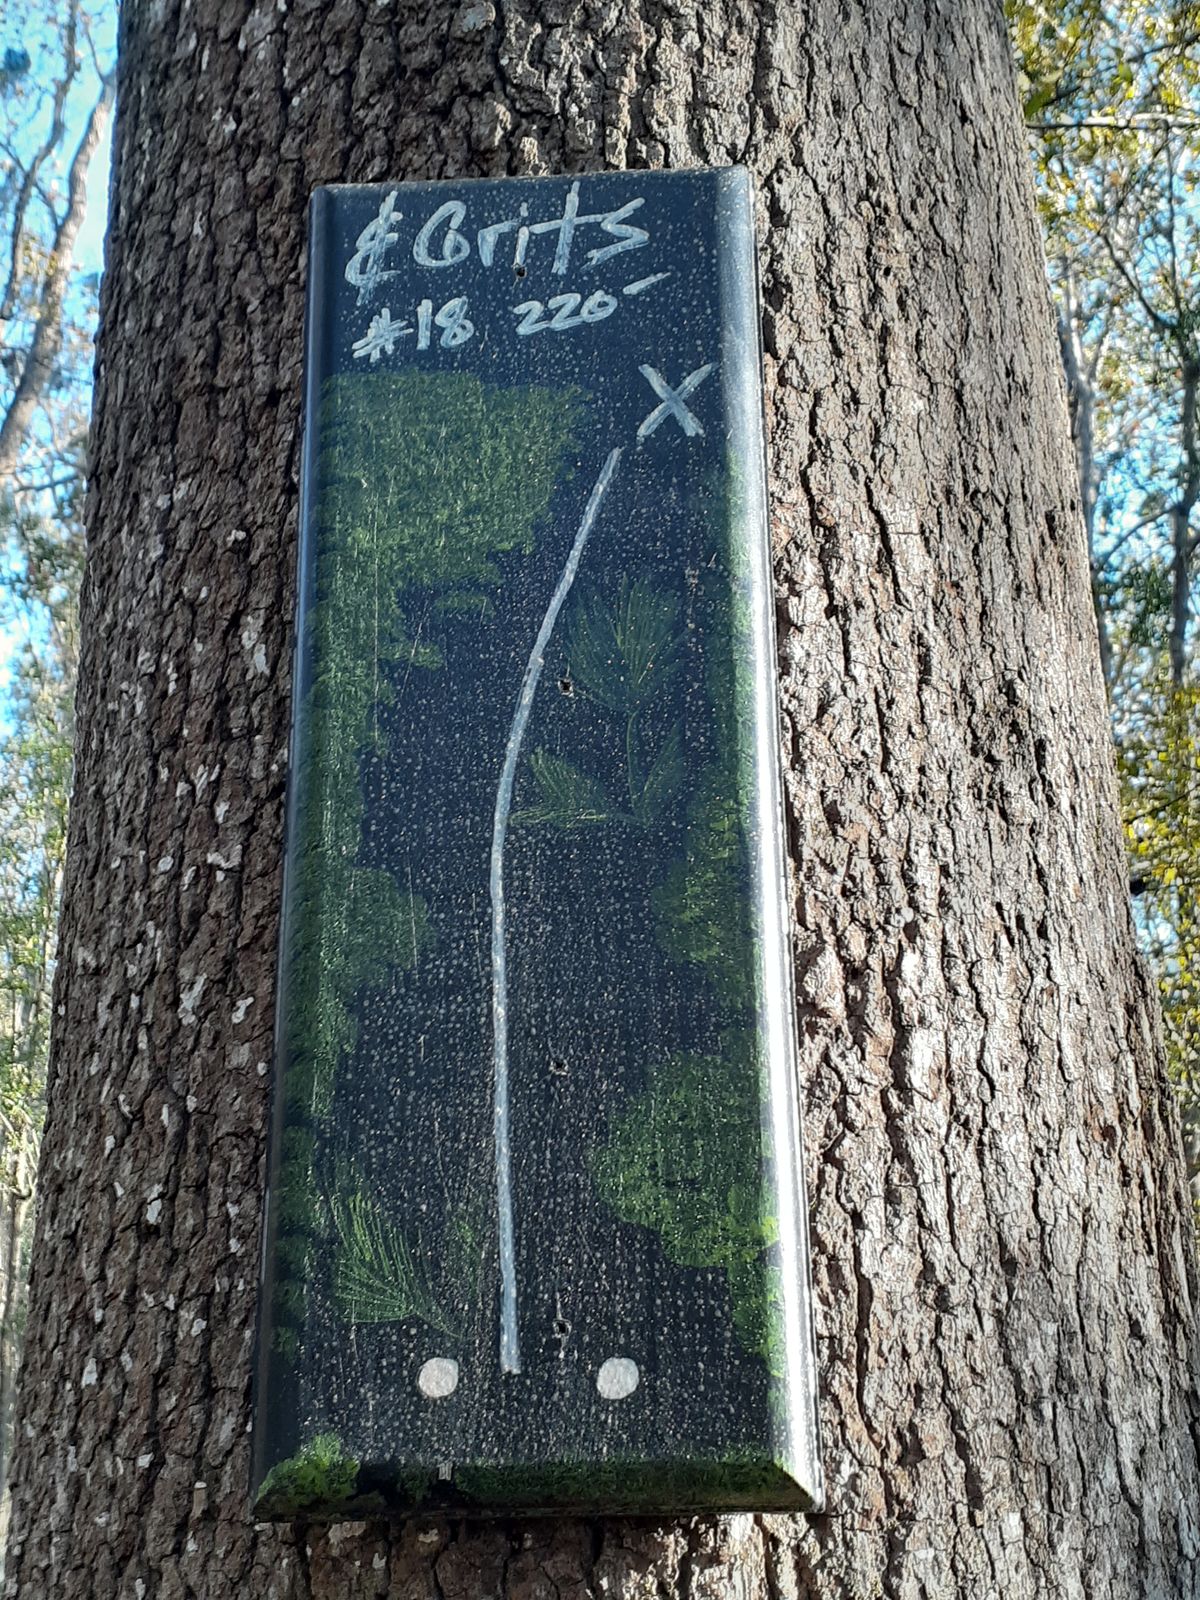 & Grits
#18 220-
X